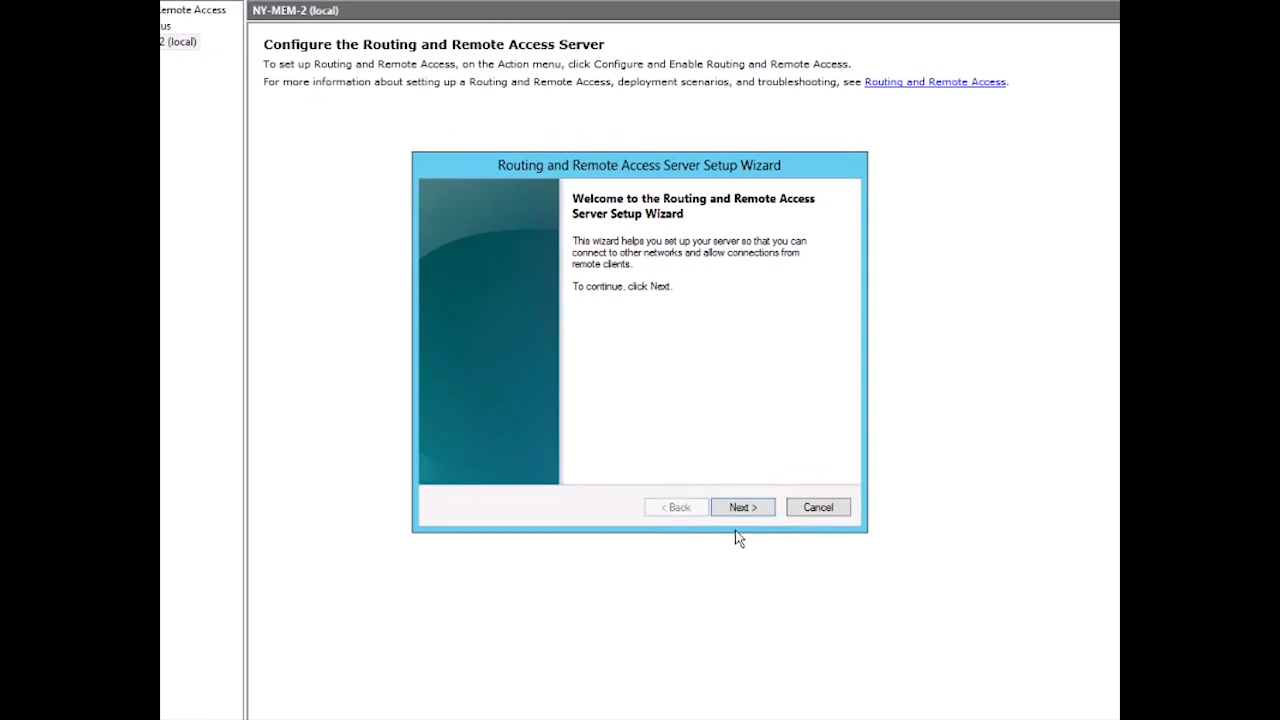 emote Access
us
2 (local)
NY-MEM-2 (local)
Configure the Routing and Remote Access Server
To set up Routing and Remote Access, on the Action menu, click Configure and Enable Routing and Remote Access.
For more information about setting up a Routing and Remote Access, deployment scenarios, and troubleshooting, see Routing and Remote Access.
Routing and Remote Access Server Setup Wizard
Welcome to the Routing and Remote Access
Server Setup Wizard
This wizard helps you set up your server so that you can
connect to other networks and allow connections from
remote clients.
To continue, click Next.
< Back Next > Cancel